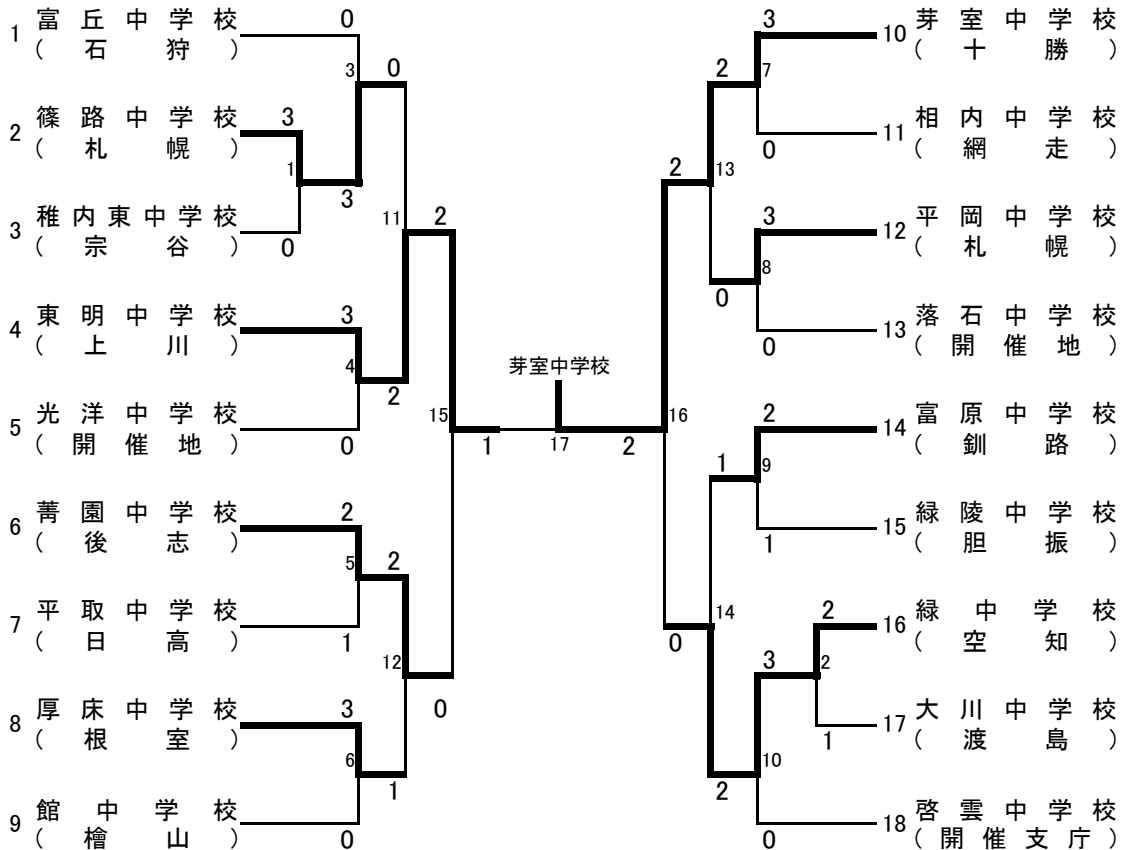 1 富丘中学校
(石狩)
2 篠路中学校
(札幌)
3 稚内東中学校
(宗谷)
4 東明中学校
(上川)
5 光洋中学校
(開催地)
6 菁園中学校
(後志)
7 平取中学校
(日高)
8 厚床中学校
(根室)
9 館中学校
(檜山)
0
3 0
3
1
3
0
11 2
3
4
2
0
2
5 2
1
12
0
3
6
1
0
15
1
芽室中学校
17
2
16
2
0
3
2 7
0
13
3
8
0
0
2
1 9
1
14
2
3 2
1
10
2
0
10 芽室中学校
(十勝)
11 相内中学校
(網走)
12 平岡中学校
(札幌)
13 落石中学校
(開催地)
14 富原中学校
(釧路)
15 緑陵中学校
(胆振)
16 緑中学校
(空知)
17 大川中学校
(渡島)
18 啓雲中学校
(開催支庁)